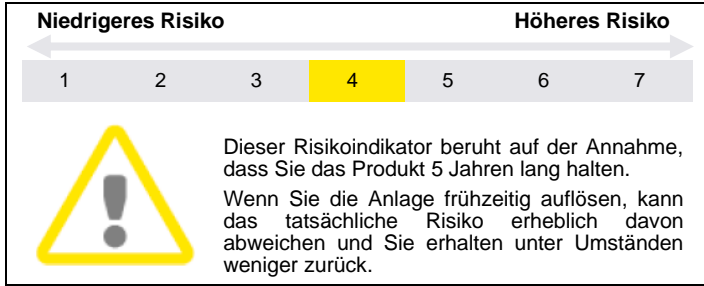 Niedrigeres Risiko Höheres Risiko
1 2 3 4 5 6 7
Dieser Risikoindikator beruht auf der Annahme,
dass Sie das Produkt 5 Jahren lang halten.
Wenn Sie die Anlage frühzeitig auflösen, kann
das tatsächliche Risiko erheblich davon
abweichen und Sie erhalten unter Umständen
weniger zurück.